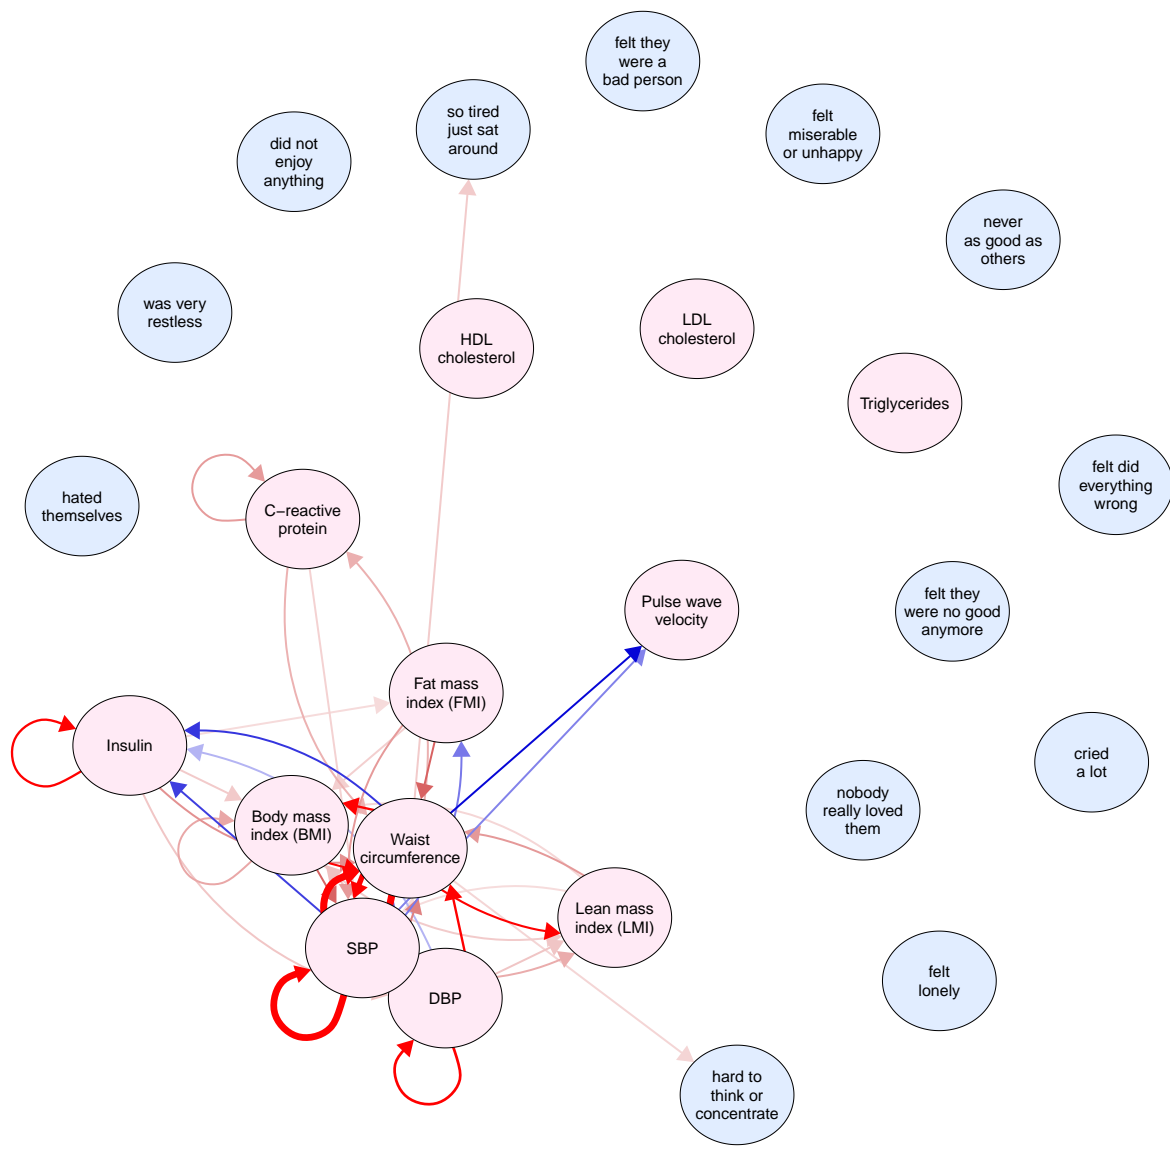 felt they
were a
bad person
so tired
just sat
around
felt
miserable
or unhappy
did not
enjoy
anything
never
as good as
others
was very
restless
HDL
cholesterol
LDL
cholesterol
Triglycerides
hated
themselves
C−reactive
protein
felt did
everything
wrong
Pulse wave
velocity
felt they
were no good
anymore
Fat mass
index (FMI)
Insulin
cried
a lot
Body mass
index (BMI)
Waist
circumference
nobody
really loved
them
Lean mass
index (LMI)
SBP
DBP
felt
lonely
hard to
think or
concentrate